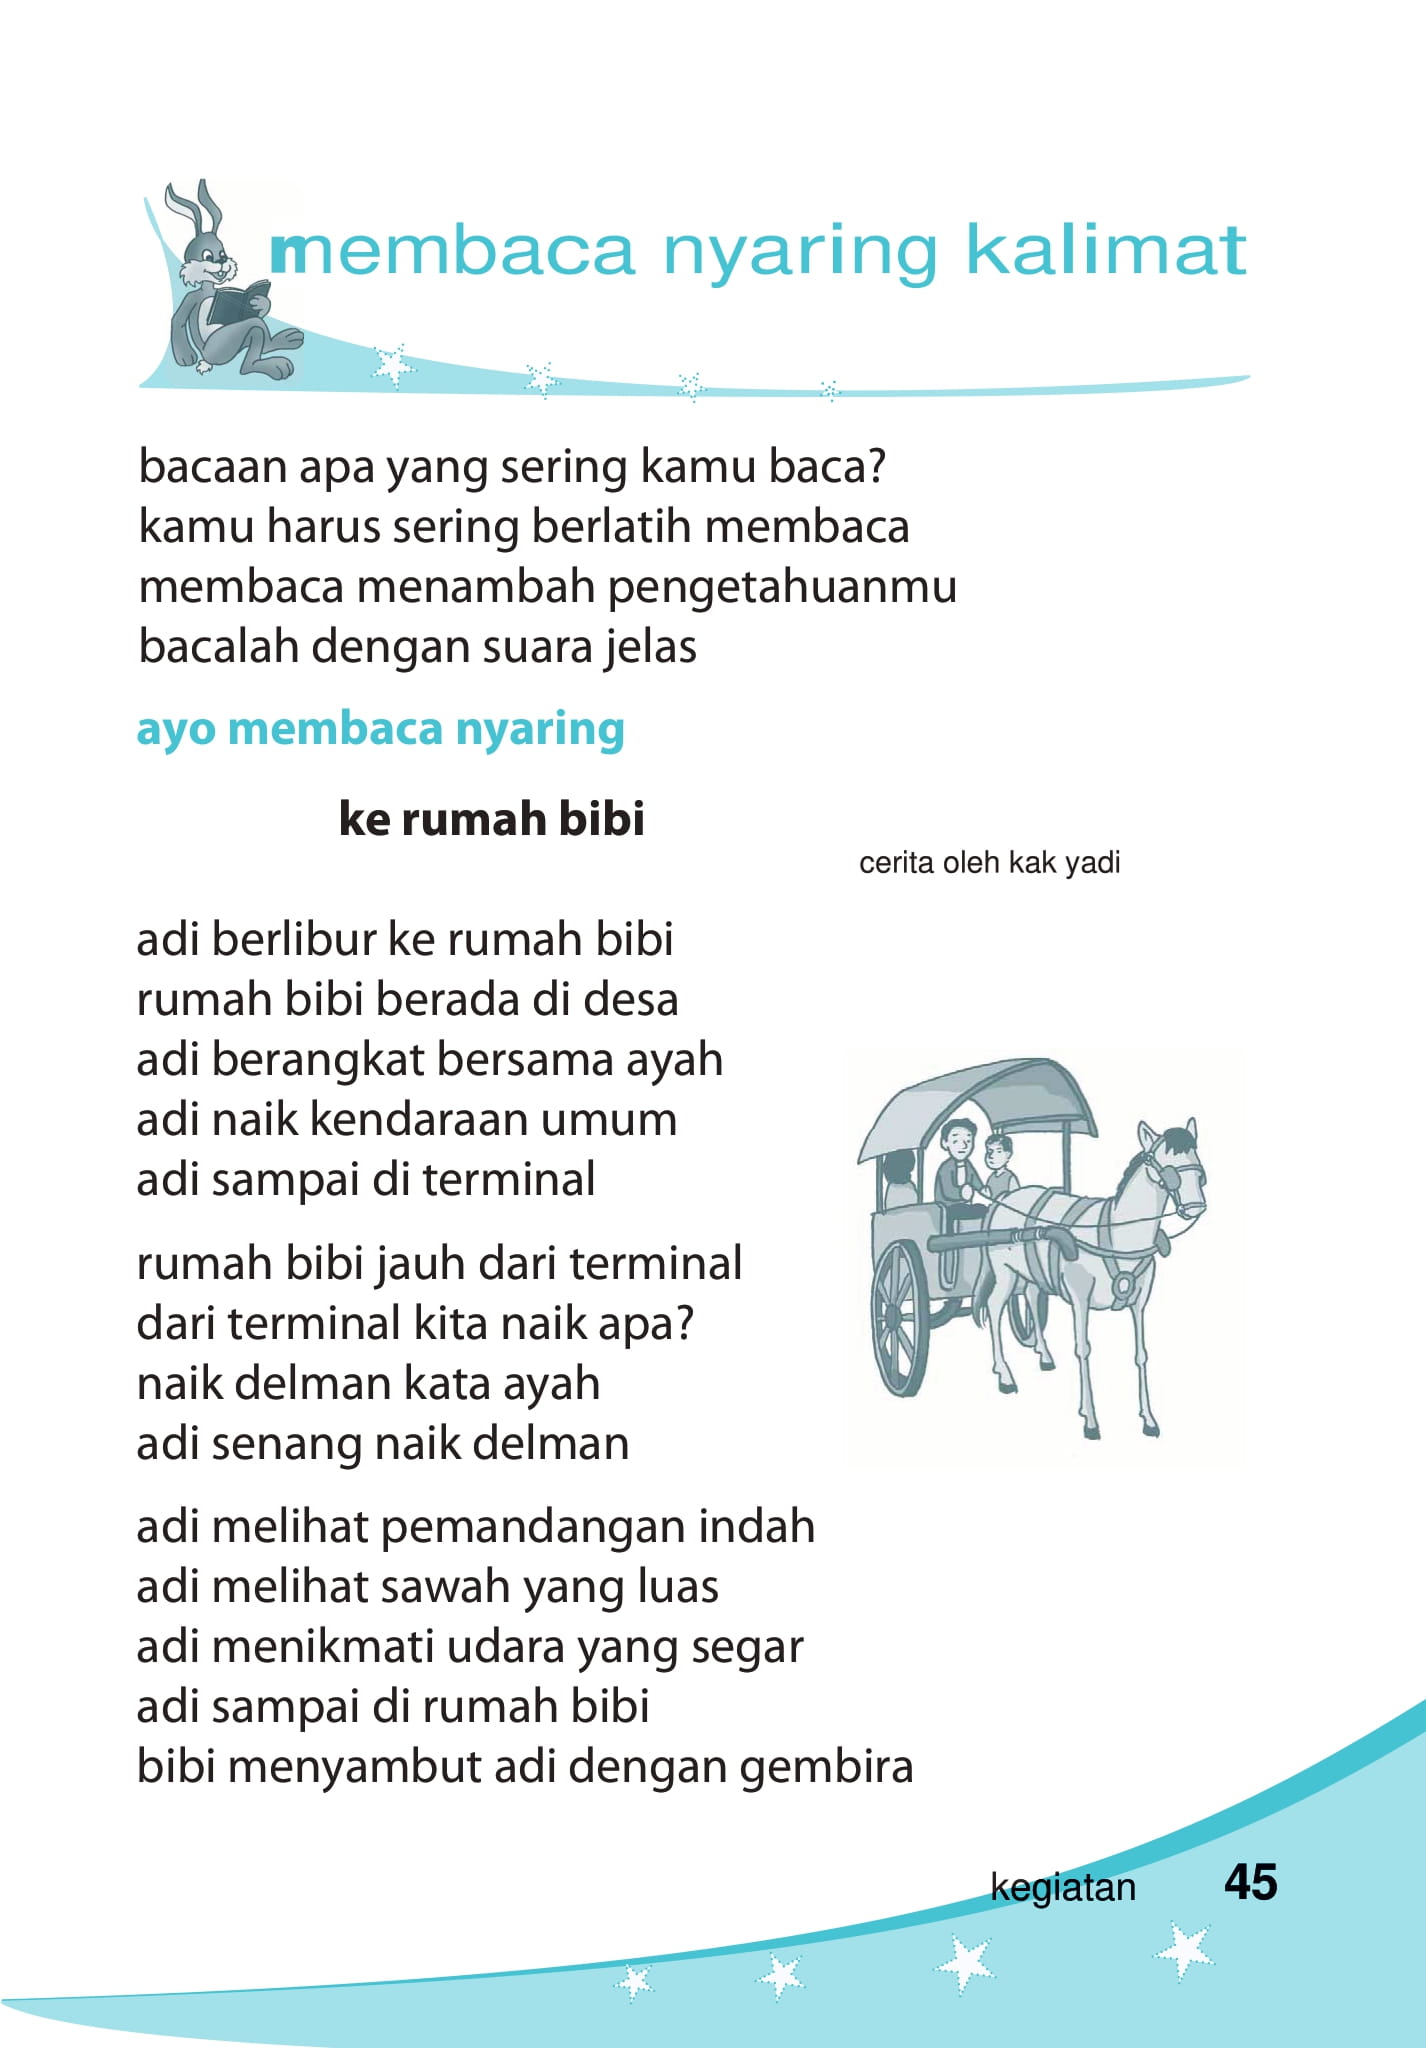 membaca nyaring kalimat
bacaan apa yang sering kamu baca?
kamu harus sering berlatih membaca
membaca menambah pengetahuanmu
bacalah dengan suara jelas
ayo membaca nyaring
ke rumah bibi
cerita oleh kak yadi
adi berlibur ke rumah bibi
rumah bibi berada di desa
adi berangkat bersama ayah
adi naik kendaraan umum
adi sampai di terminal
rumah bibi jauh dari terminal
dari terminal kita naik apa?
naik delman kata ayah
adi senang naik delman
adi melihat pemandangan indah
adi melihat sawah yang luas
adi menikmati udara yang segar
adi sampai di rumah bibi
bibi menyambut adi dengan gembira
kegiatan 45